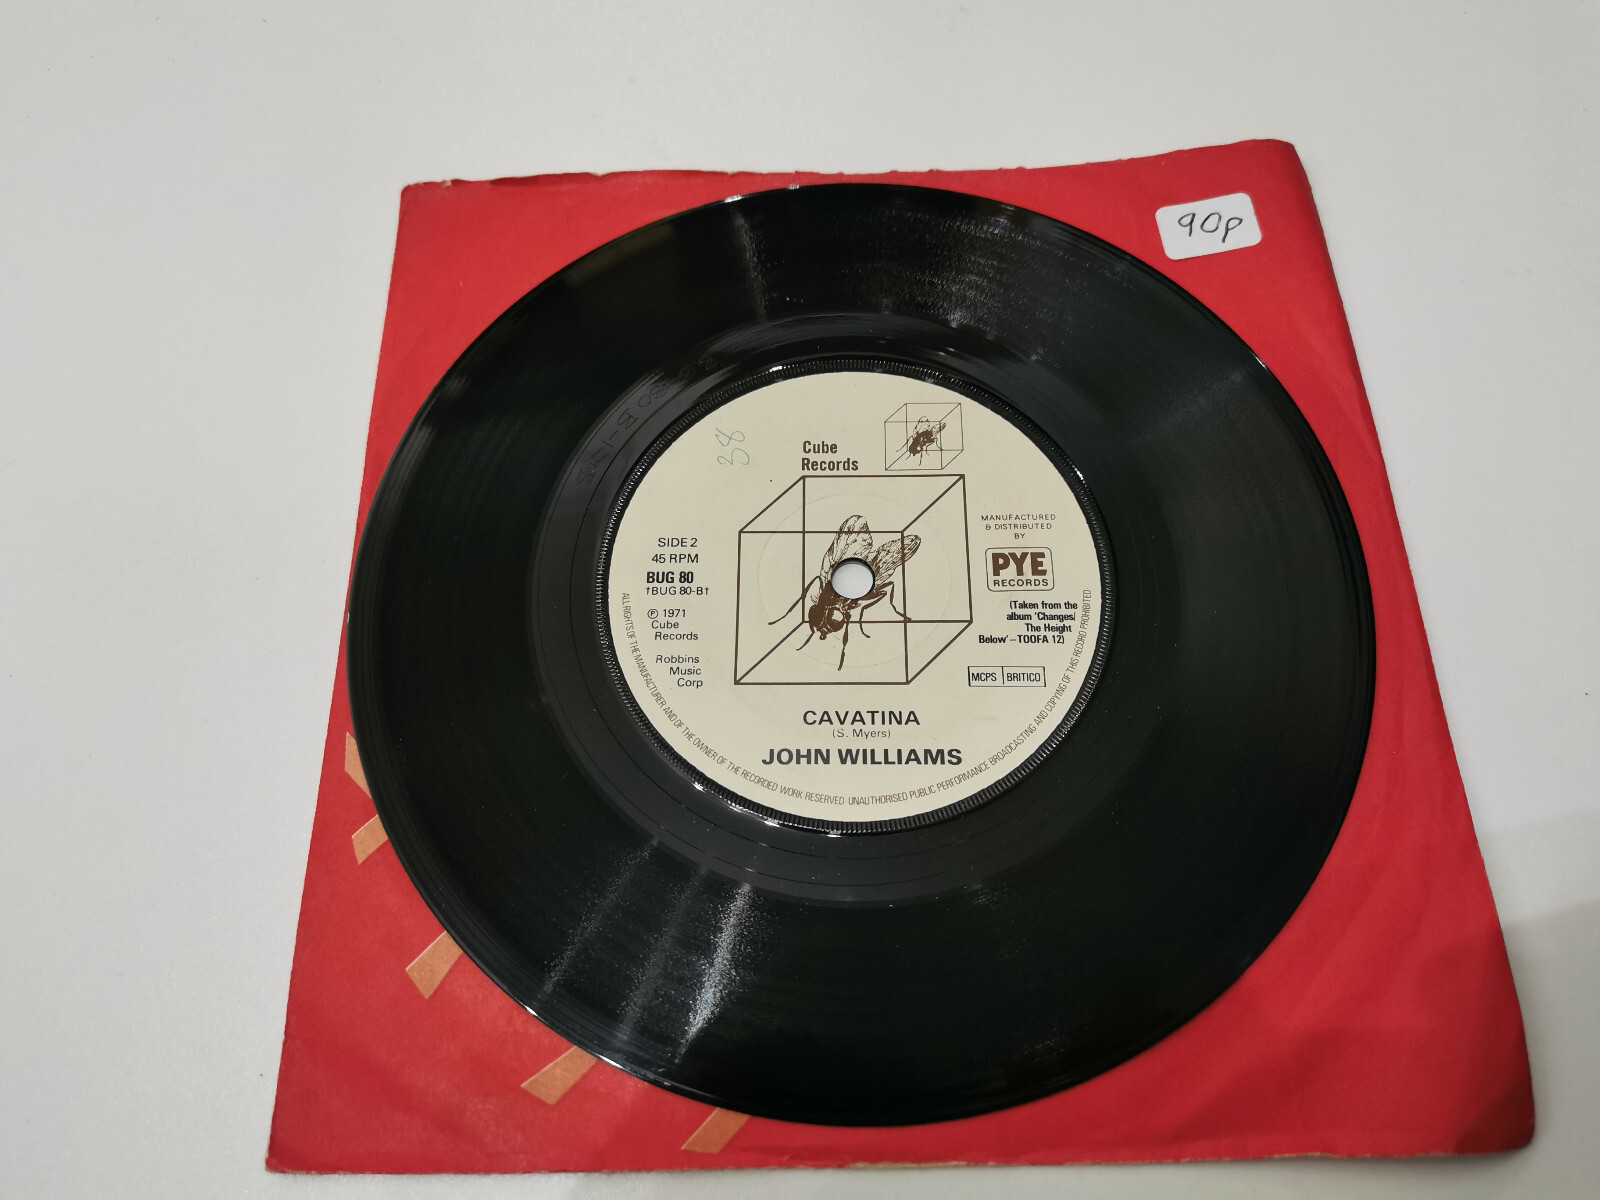 90p
38
Cube
Records
SIDE 2
45 RPM
BUG 80
†BUG 80-B†
℗ 1971
Cube
Records
Robbins
Music
Corp
MANUFACTURED
& DISTRIBUTED
BY
PYE
RECORDS
(Taken from the
album 'Changes/
The Height
Below' – TOOFA 12)
MCPS BRITICO
CAVATINA
(S. Myers)
JOHN WILLIAMS
ALL RIGHTS OF THE MANUFACTURER AND OF THE OWNER OF THE RECORDED WORK RESERVED UNAUTHORISED PUBLIC PERFORMANCE BROADCASTING AND COPYING OF THIS RECORD PROHIBITED